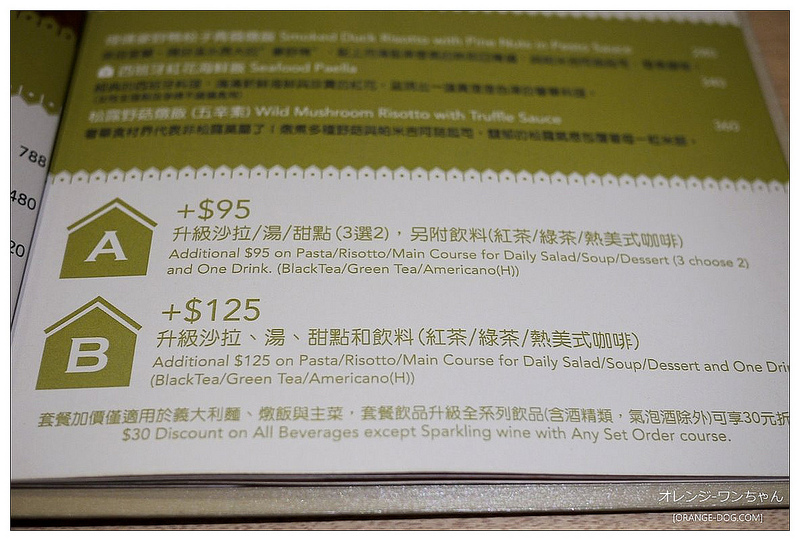 Smoked Duck Risotto with Pine Nuts in Pesto Sauce
西班牙紅花海鮮飯 Seafood Paella
340
松露野菇燉飯 (五辛素) Wild Mushroom Risotto with Truffle Sauce
360
788
480
20
A
+$95
升級沙拉/湯/甜點 (3選2)，另附飲料(紅茶/綠茶/熱美式咖啡)
Additional $95 on Pasta/Risotto/Main Course for Daily Salad/Soup/Dessert (3 choose 2)
and One Drink. (BlackTea/Green Tea/Americano(H))
B
+$125
升級沙拉、湯、甜點和飲料 (紅茶/綠茶/熱美式咖啡)
Additional $125 on Pasta/Risotto/Main Course for Daily Salad/Soup/Dessert and One Dri
(BlackTea/Green Tea/Americano(H))
套餐加價僅適用於義大利麵、燉飯與主菜，套餐飲品升級全系列飲品(含酒精類，氣泡酒除外)可享30元折
$30 Discount on All Beverages except Sparkling wine with Any Set Order course.
オレンジ-ワンちゃん
[ORANGE-DOG.COM]